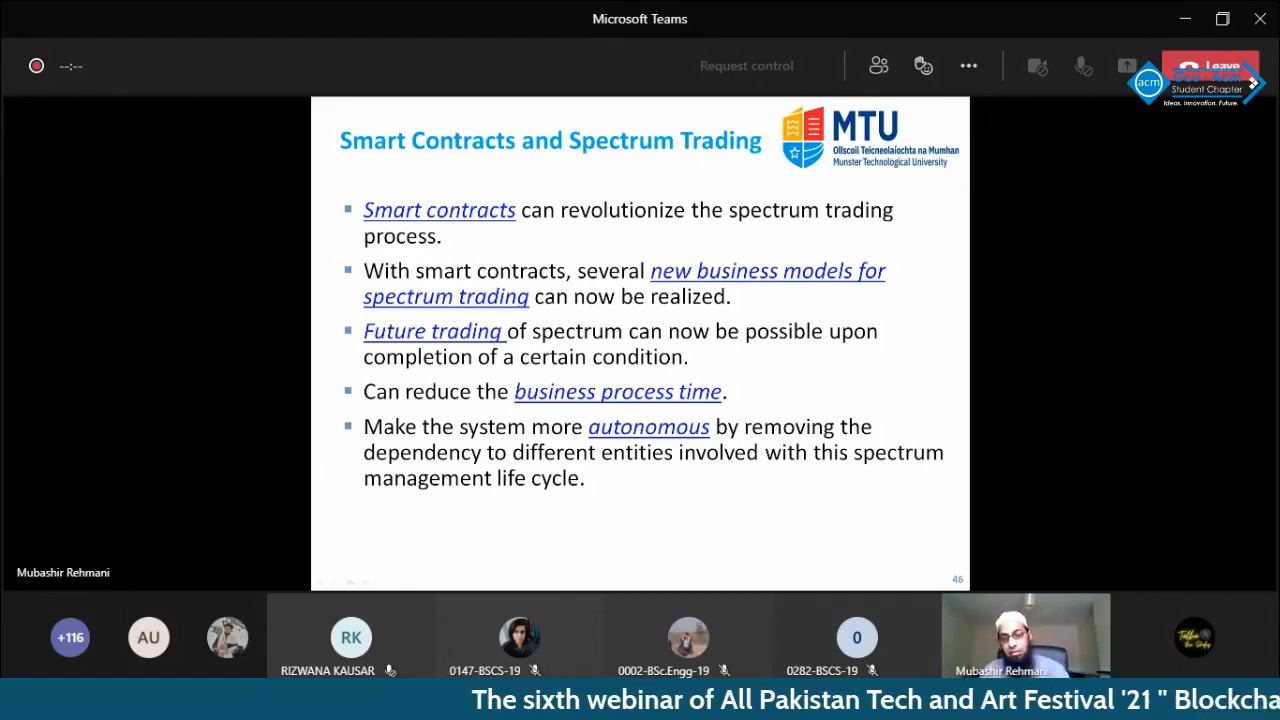 Microsoft Teams
--:--
Request control
Leave
acm
Student Chapter
Ideas. Innovation. Future.
Smart Contracts and Spectrum Trading
MTU
Ollscoil Teicneolaíochta na Mumhan
Munster Technological University
Smart contracts can revolutionize the spectrum trading
process.
With smart contracts, several new business models for
spectrum trading can now be realized.
Future trading of spectrum can now be possible upon
completion of a certain condition.
Can reduce the business process time.
Make the system more autonomous by removing the
dependency to different entities involved with this spectrum
management life cycle.
Mubashir Rehmani
46
+116
AU
RK
0
RIZWANA KAUSAR
0147-BSCS-19
0002-BSc.Engg-19
0282-BSCS-19
Mubashir Rehmani
The sixth webinar of All Pakistan Tech and Art Festival '21 " Blockcha